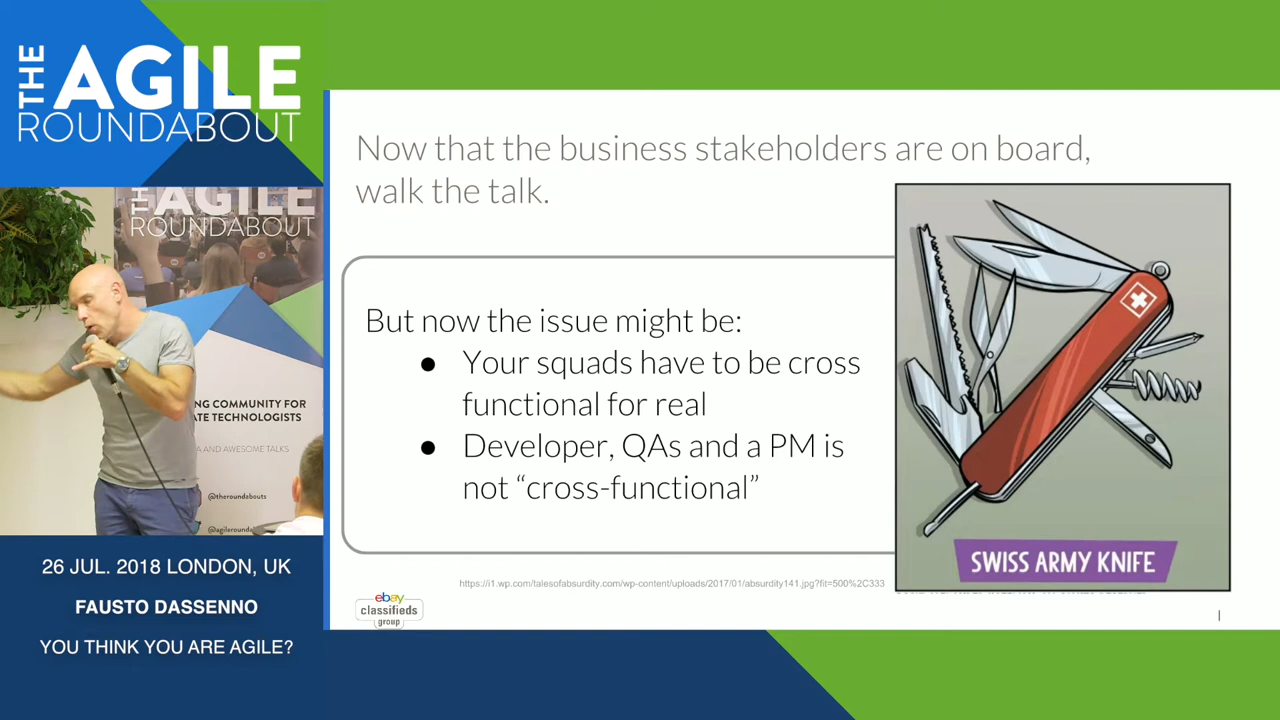 THE AGILE
ROUNDABOUT
AGILE
ROUNDABOUT
NG COMMUNITY FOR
ATE TECHNOLOGISTS
A AND AWESOME TALKS
@theroundabouts
26 JUL. 2018 LONDON, UK
FAUSTO DASSENNO
YOU THINK YOU ARE AGILE?
Now that the business stakeholders are on board,
walk the talk.
But now the issue might be:
● Your squads have to be cross
functional for real
● Developer, QAs and a PM is
not “cross-functional”
SWISS ARMY KNIFE
https://i1.wp.com/talesofabsurdity.com/wp-content/uploads/2017/01/absurdity141.jpg?fit=500%2C333
ebay
classifieds
group